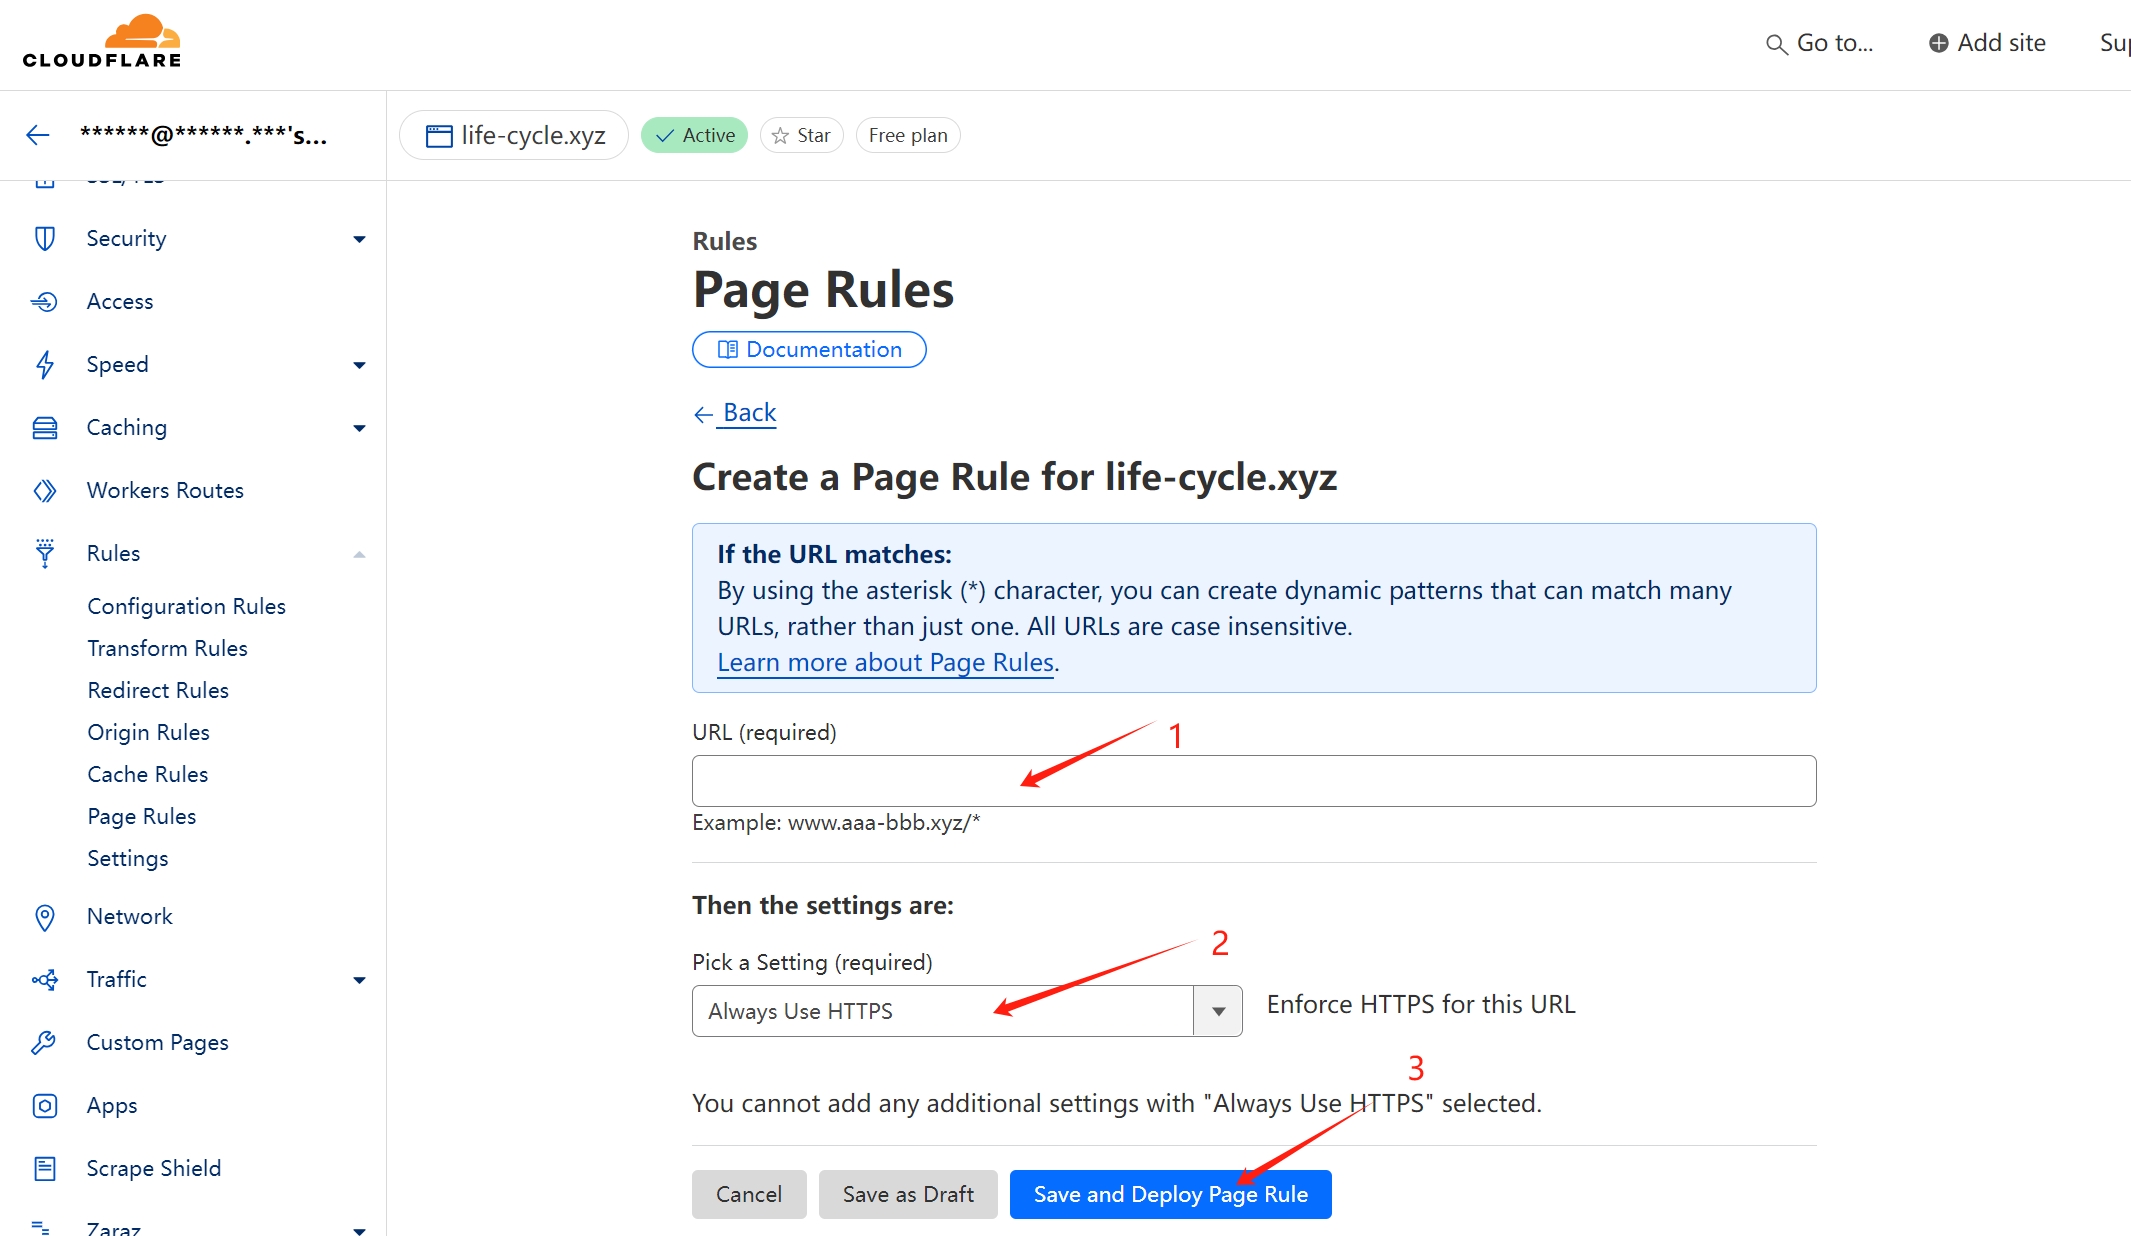 CLOUDFLARE
Go to...
Add site
******@******.***'s...
life-cycle.xyz
Active
Star
Free plan
Security
Access
Speed
Caching
Workers Routes
Rules
Configuration Rules
Transform Rules
Redirect Rules
Origin Rules
Cache Rules
Page Rules
Settings
Network
Traffic
Custom Pages
Apps
Scrape Shield
Zaraz
Rules
Page Rules
Documentation
Back
Create a Page Rule for life-cycle.xyz
If the URL matches:
By using the asterisk (*) character, you can create dynamic patterns that can match many
URLs, rather than just one. All URLs are case insensitive.
Learn more about Page Rules.
URL (required)
1
Example: www.aaa-bbb.xyz/*
Then the settings are:
2
Pick a Setting (required)
Always Use HTTPS
Enforce HTTPS for this URL
3
You cannot add any additional settings with "Always Use HTTPS" selected.
Cancel
Save as Draft
Save and Deploy Page Rule